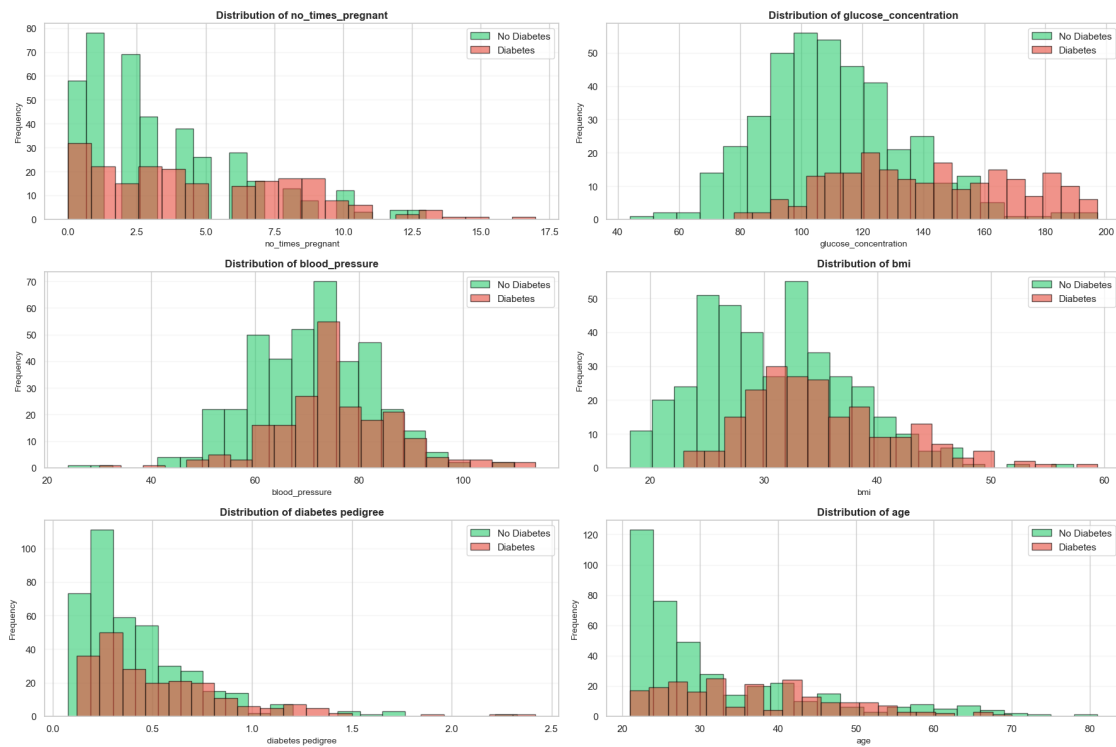 Distribution of no_times_pregnant
Frequency
80
70
60
50
40
30
20
10
0
No Diabetes
Diabetes
0.0 2.5 5.0 7.5 10.0 12.5 15.0 17.5
no_times_pregnant
Distribution of glucose_concentration
Frequency
50
40
30
20
10
0
No Diabetes
Diabetes
40 60 80 100 120 140 160 180 200
glucose_concentration
Distribution of blood_pressure
Frequency
70
60
50
40
30
20
10
0
No Diabetes
Diabetes
20 40 60 80 100
blood_pressure
Distribution of bmi
Frequency
50
40
30
20
10
0
No Diabetes
Diabetes
20 30 40 50 60
bmi
Distribution of diabetes pedigree
Frequency
100
80
60
40
20
0
No Diabetes
Diabetes
0.0 0.5 1.0 1.5 2.0 2.5
diabetes pedigree
Distribution of age
Frequency
120
100
80
60
40
20
0
No Diabetes
Diabetes
20 30 40 50 60 70 80
age